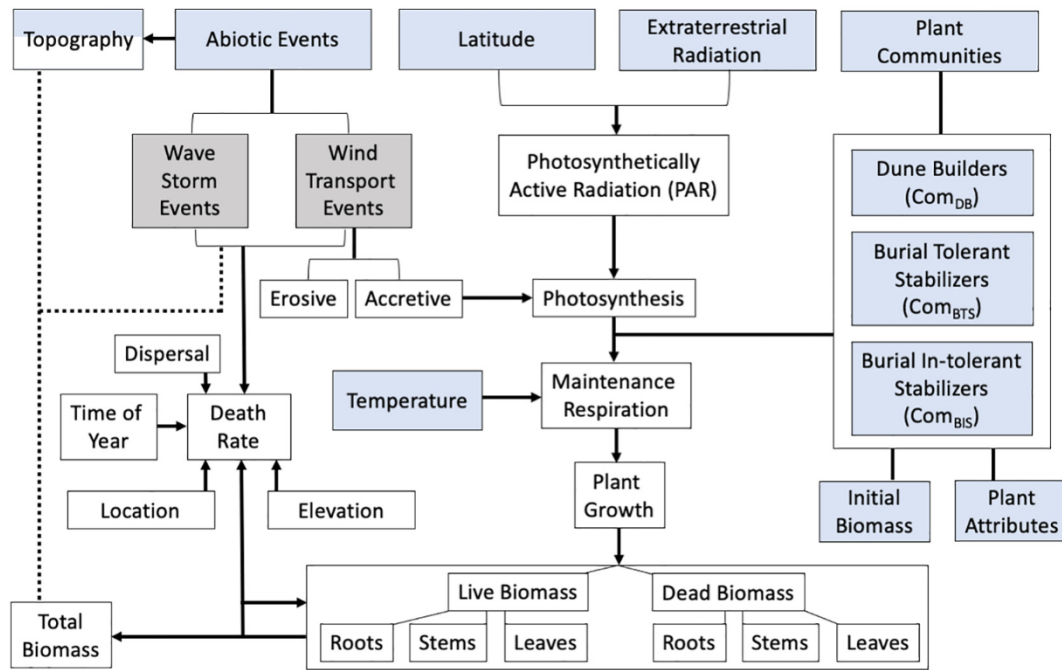 Topography
Abiotic Events
Latitude
Extraterrestrial
Radiation
Plant
Communities
Wave
Storm
Events
Wind
Transport
Events
Photosynthetically
Active Radiation (PAR)
Dune Builders
(ComDB)
Burial Tolerant
Stabilizers
(ComBTS)
Burial In-tolerant
Stabilizers
(ComBIS)
Erosive
Accretive
Photosynthesis
Dispersal
Time of
Year
Death
Rate
Temperature
Maintenance
Respiration
Location
Elevation
Plant
Growth
Initial
Biomass
Plant
Attributes
Total
Biomass
Live Biomass
Dead Biomass
Roots
Stems
Leaves
Roots
Stems
Leaves